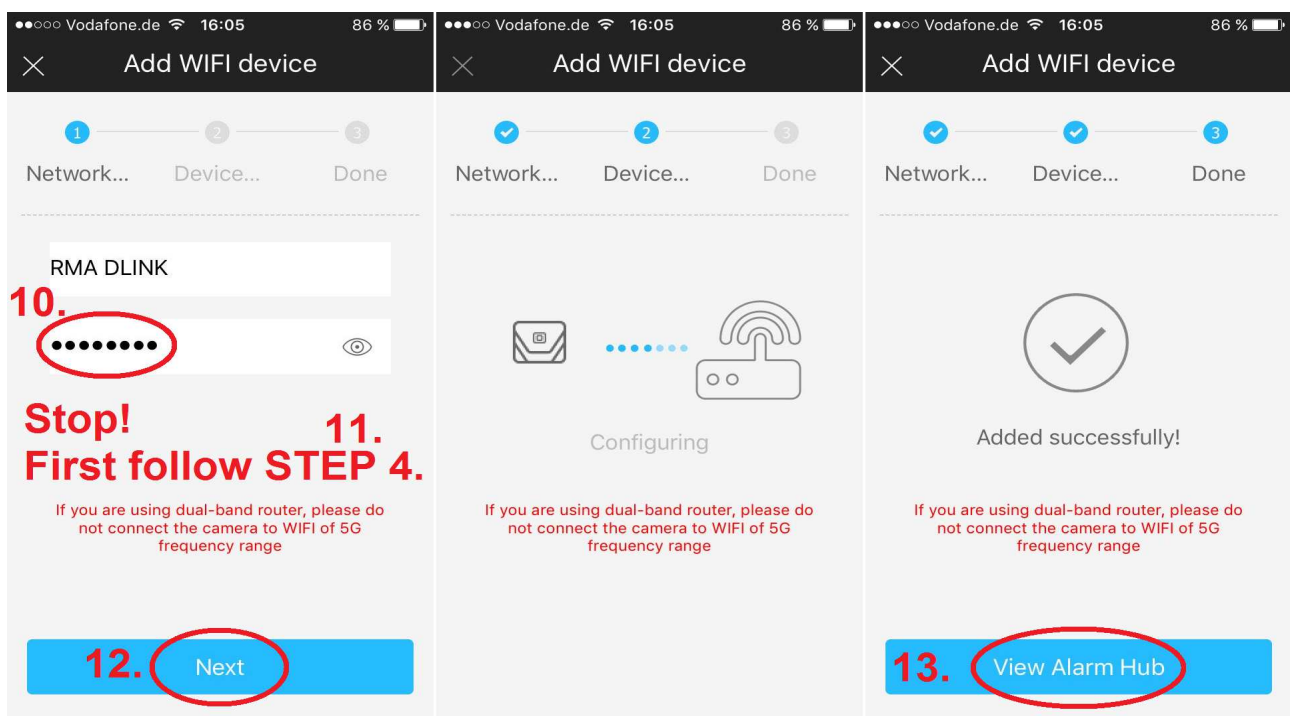 Vodafone.de 16:05 86 %
Add WIFI device
1 2 3
Network... Device... Done
RMA DLINK
10.
••••••••
Stop! 11.
First follow STEP 4.
If you are using dual-band router, please do
not connect the camera to WIFI of 5G
frequency range
12. Next
Vodafone.de 16:05 86 %
Add WIFI device
2 3
Network... Device... Done
Configuring
If you are using dual-band router, please do
not connect the camera to WIFI of 5G
frequency range
Vodafone.de 16:05 86 %
Add WIFI device
3
Network... Device... Done
Added successfully!
If you are using dual-band router, please do
not connect the camera to WIFI of 5G
frequency range
13. View Alarm Hub